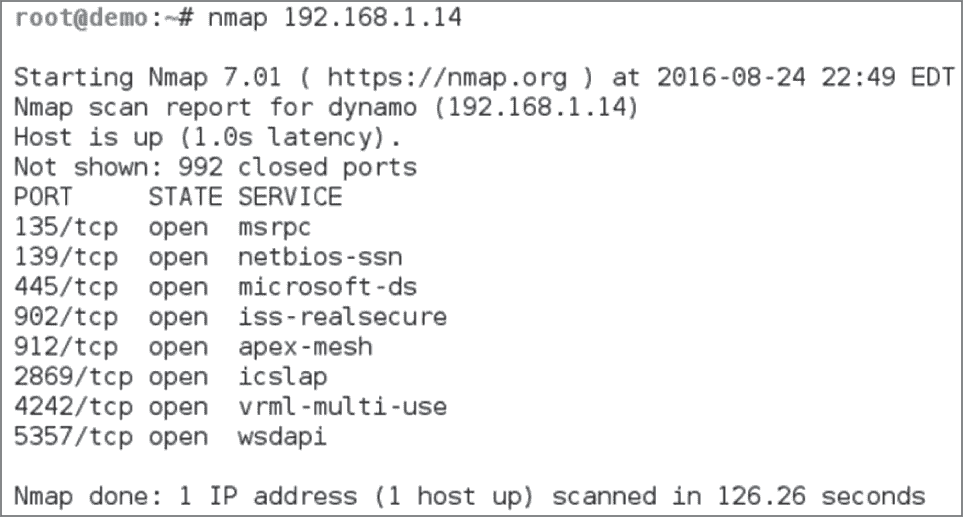 root@demo:~# nmap 192.168.1.14
Starting Nmap 7.01 ( https://nmap.org ) at 2016-08-24 22:49 EDT
Nmap scan report for dynamo (192.168.1.14)
Host is up (1.0s latency).
Not shown: 992 closed ports
PORT     STATE SERVICE
135/tcp  open  msrpc
139/tcp  open  netbios-ssn
445/tcp  open  microsoft-ds
902/tcp  open  iss-realsecure
912/tcp  open  apex-mesh
2869/tcp open  icslap
4242/tcp open  vrml-multi-use
5357/tcp open  wsdapi
Nmap done: 1 IP address (1 host up) scanned in 126.26 seconds